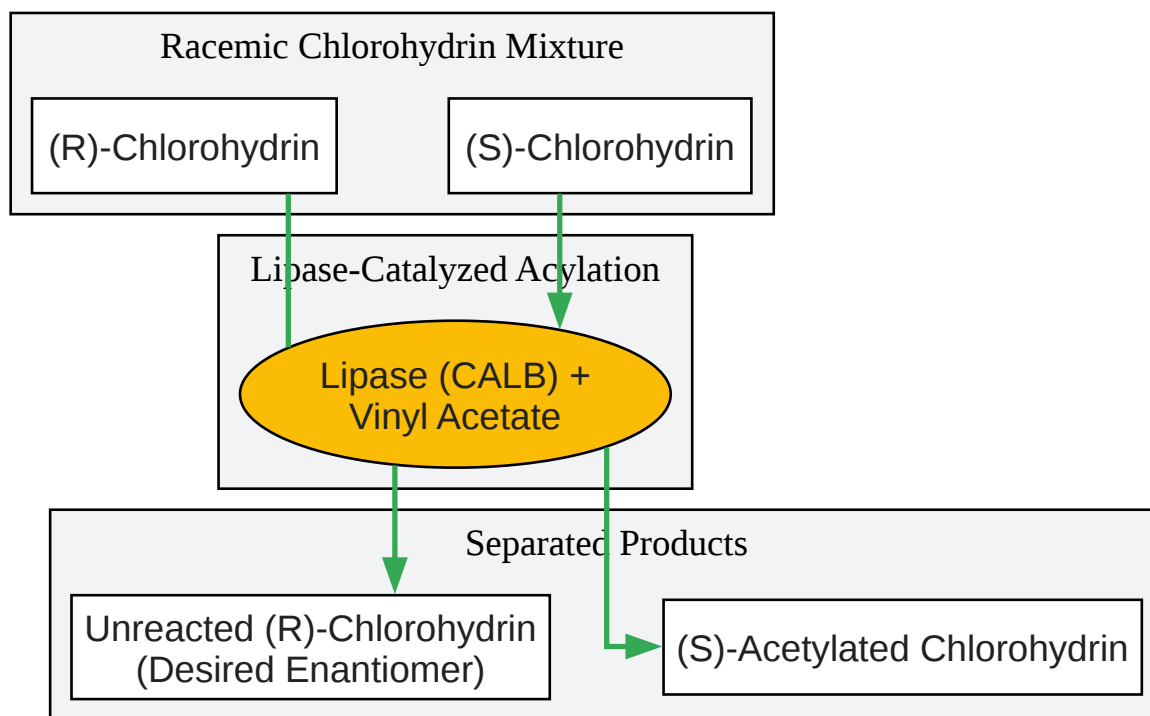 Racemic Chlorohydrin Mixture
(R)-Chlorohydrin
(S)-Chlorohydrin
Lipase-Catalyzed Acylation
Lipase (CALB) +
Vinyl Acetate
Separated Products
Unreacted (R)-Chlorohydrin
(Desired Enantiomer)
(S)-Acetylated Chlorohydrin